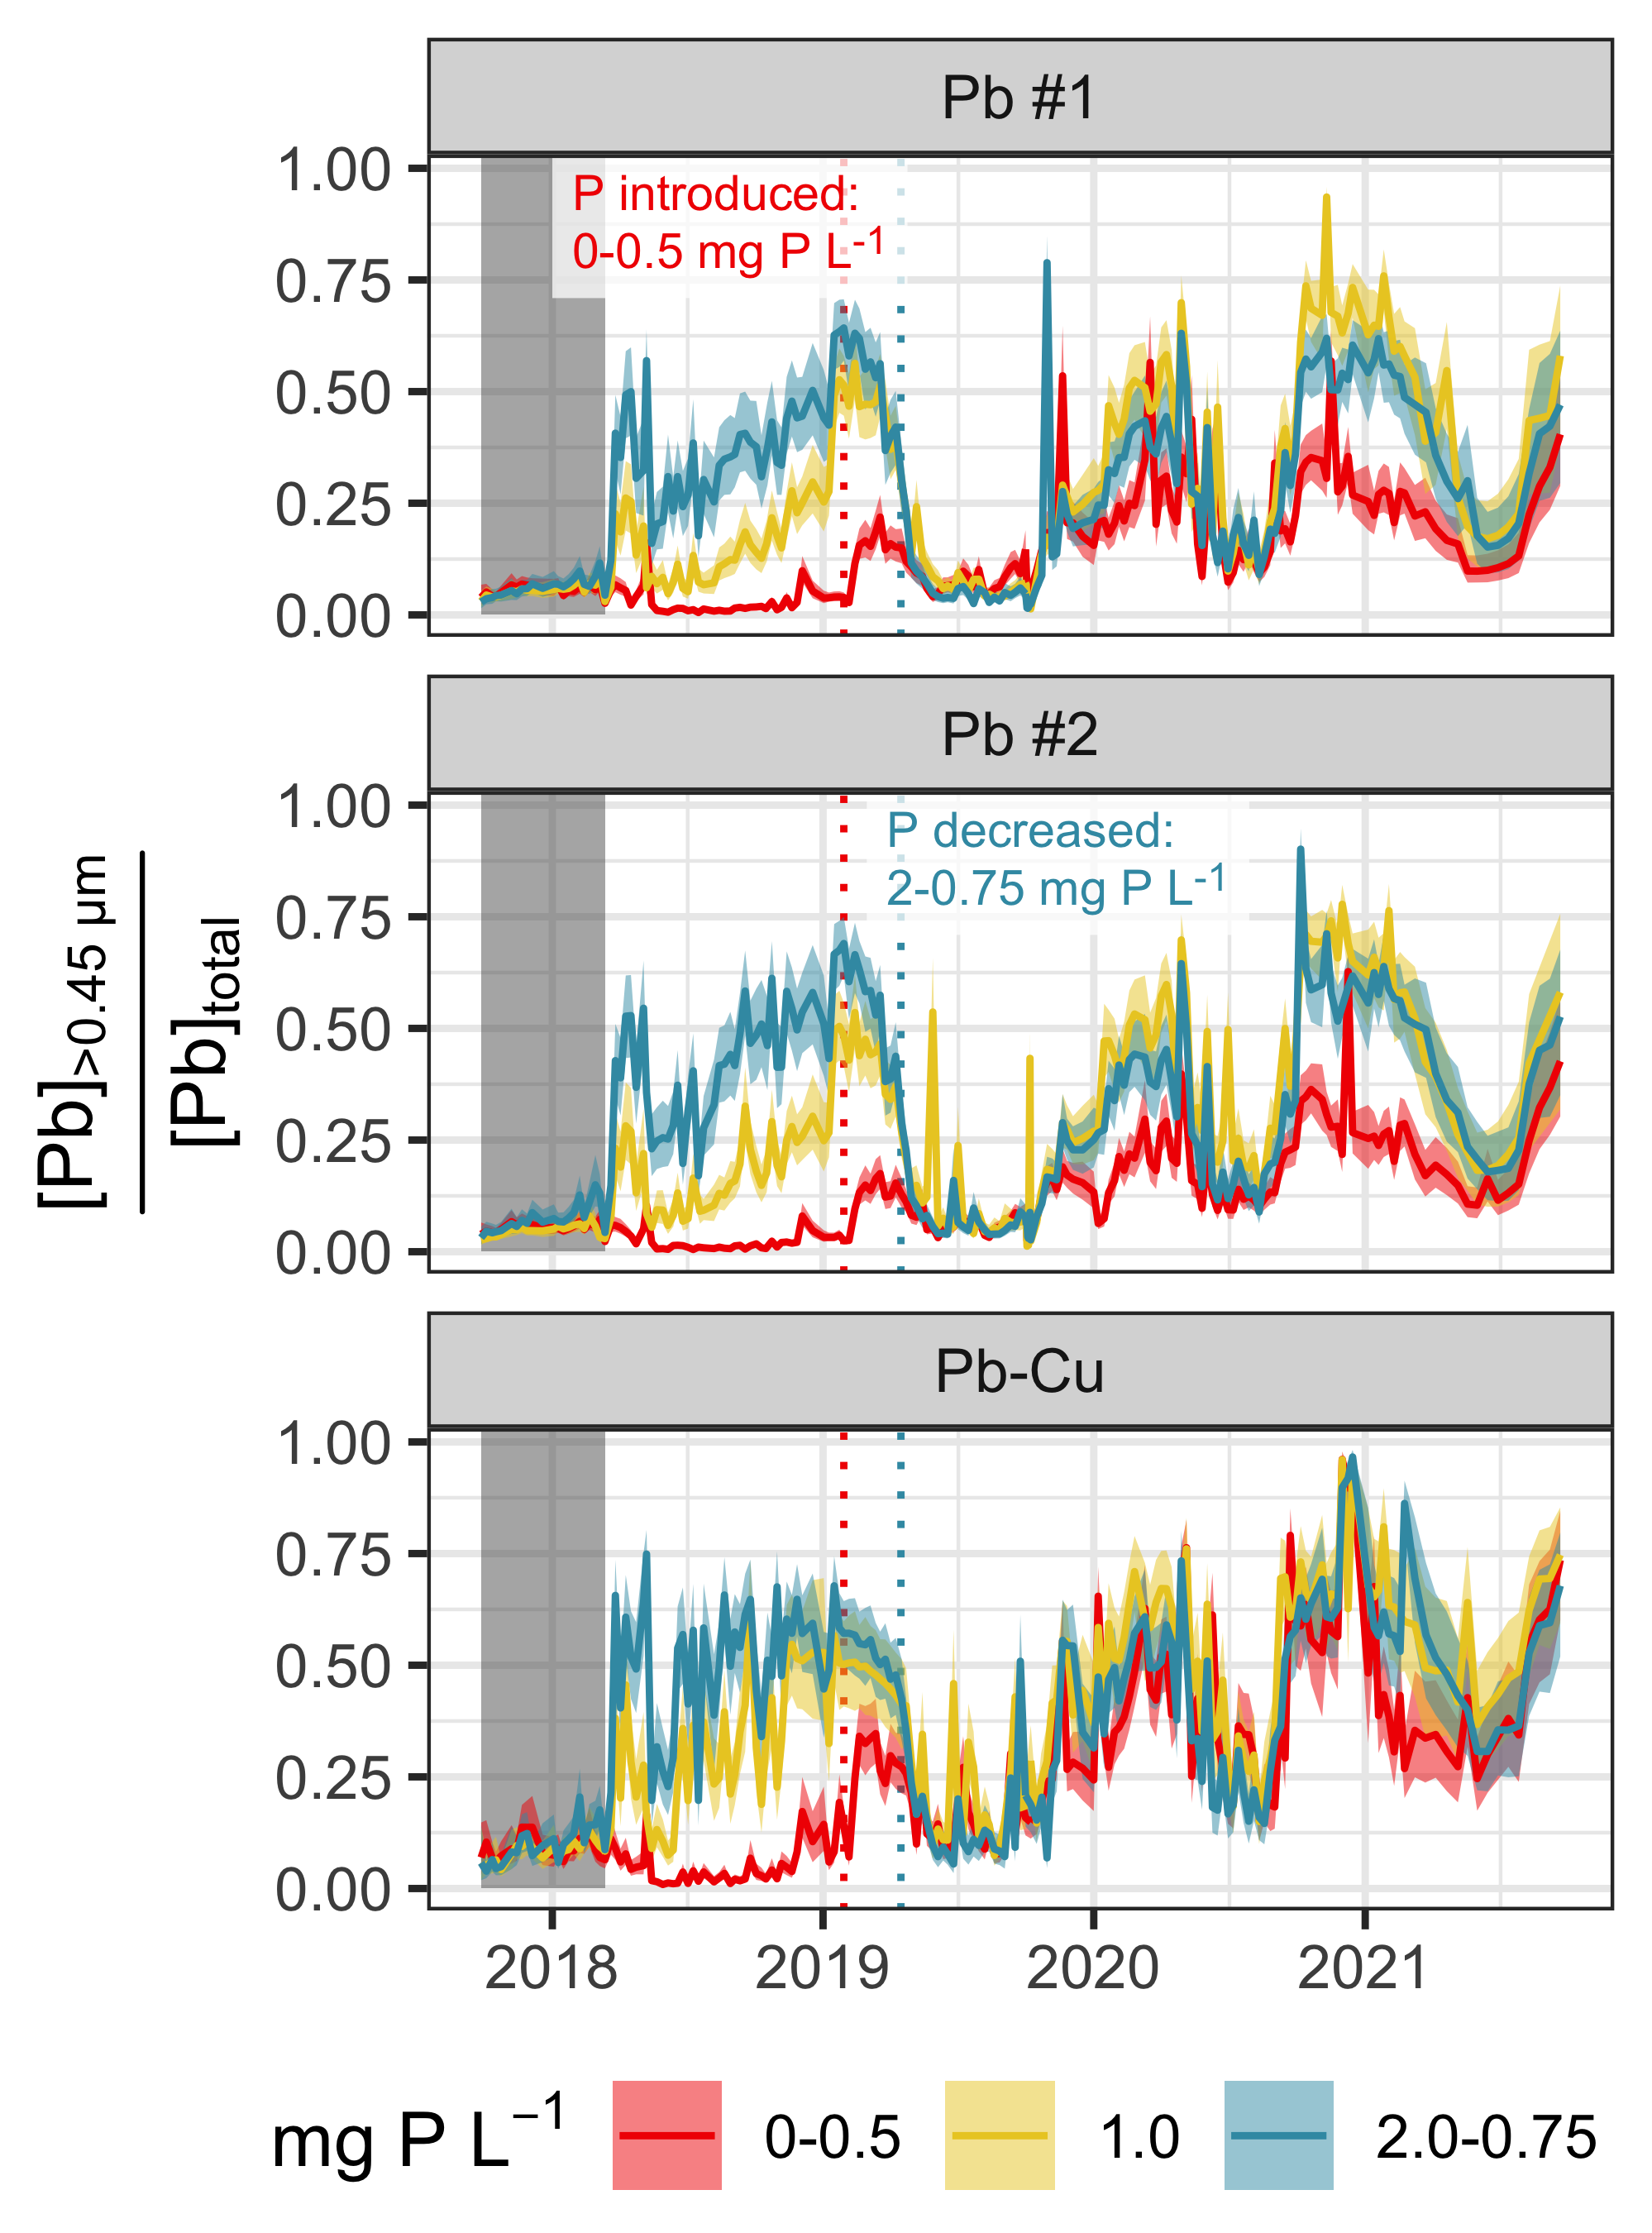 Pb #1
1.00
0.75
0.50
0.25
0.00
P introduced:
0-0.5 mg P L⁻¹
Pb #2
1.00
0.75
0.50
0.25
0.00
P decreased:
2-0.75 mg P L⁻¹
[Pb]>0.45 µm
[Pb]total
Pb-Cu
1.00
0.75
0.50
0.25
0.00
2018 2019 2020 2021
mg P L⁻¹ 0-0.5 1.0 2.0-0.75